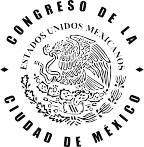 CONGRESO DE LA
ESTADOS UNIDOS MEXICANOS
CIUDAD DE MÉXICO